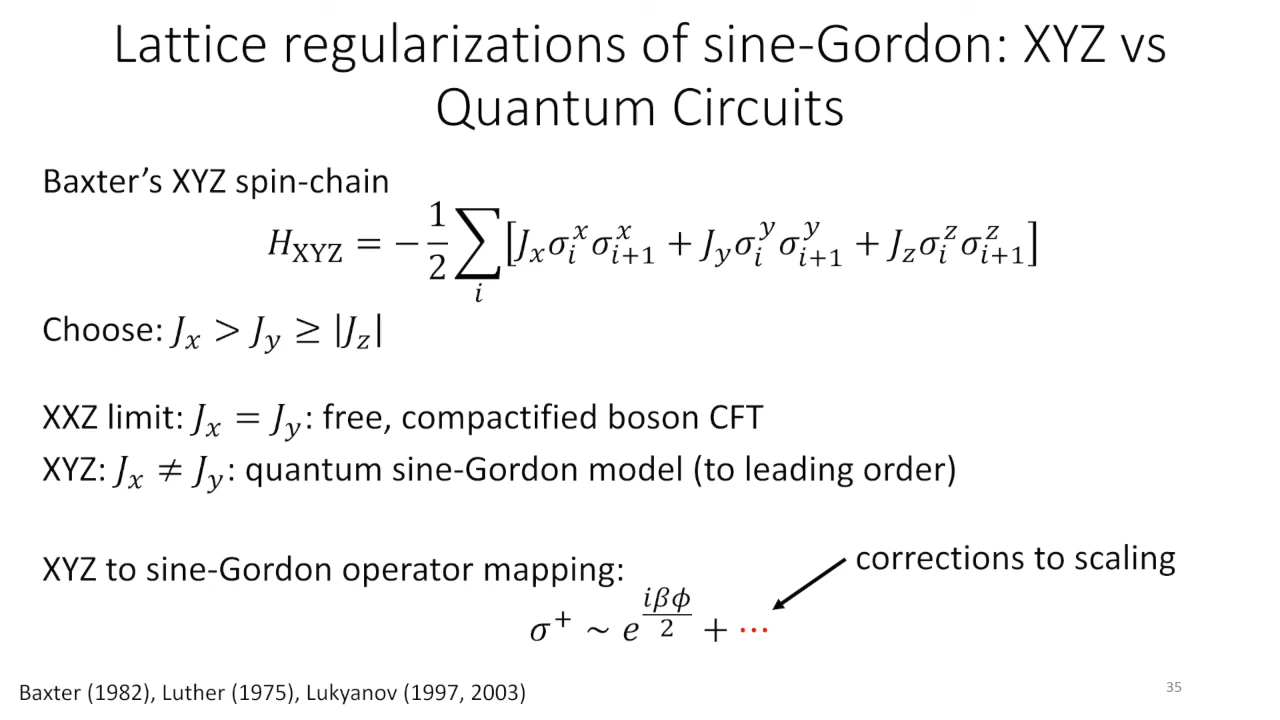 Lattice regularizations of sine-Gordon: XYZ vs
Quantum Circuits
Baxter's XYZ spin-chain
H_XYZ = −1/2 ∑_i [J_x σ_i^x σ_{i+1}^x + J_y σ_i^y σ_{i+1}^y + J_z σ_i^z σ_{i+1}^z]
Choose: J_x > J_y ≥ |J_z|
XXZ limit: J_x = J_y: free, compactified boson CFT
XYZ: J_x ≠ J_y: quantum sine-Gordon model (to leading order)
XYZ to sine-Gordon operator mapping:
corrections to scaling
σ^+ ~ e^{iβϕ/2} + ⋯
Baxter (1982), Luther (1975), Lukyanov (1997, 2003)
35